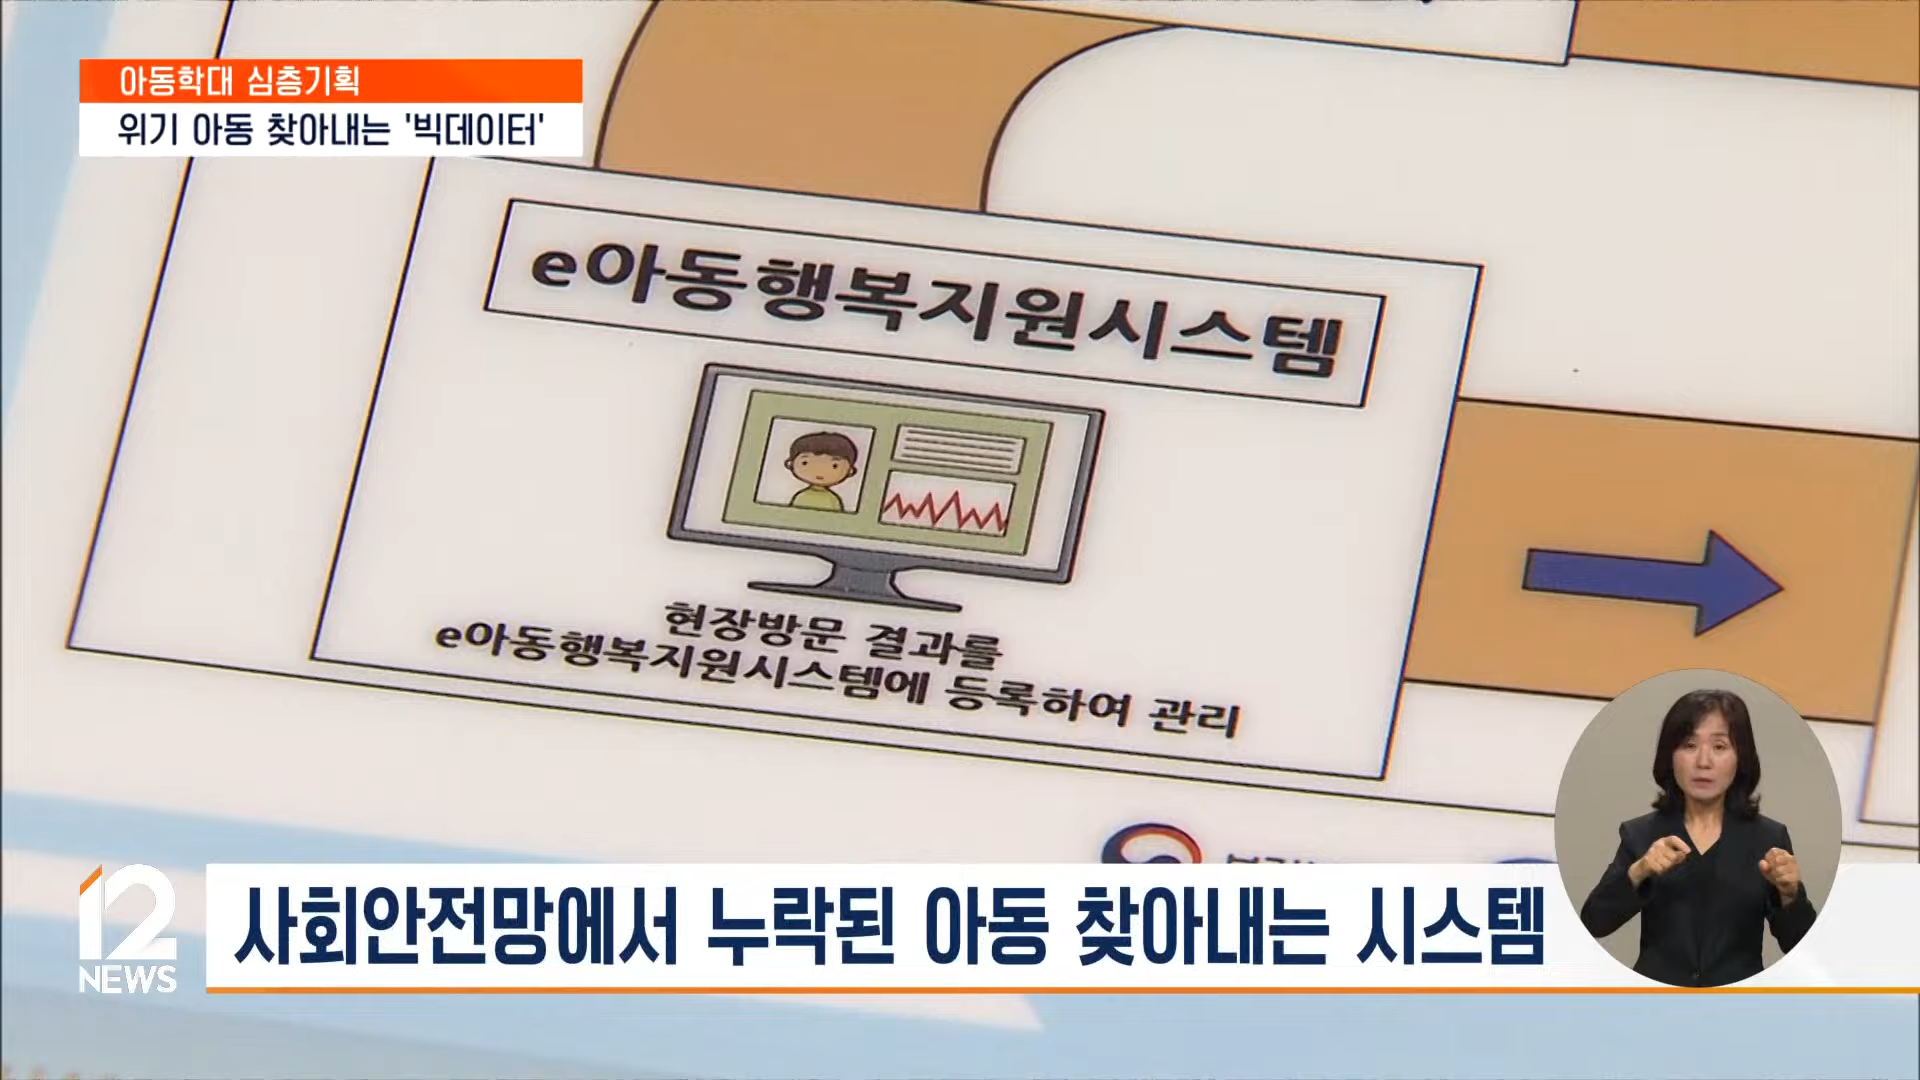 아동학대 심층기획
위기 아동 찾아내는 '빅데이터'
e아동행복지원시스템
현장방문 결과를
e아동행복지원시스템에 등록하여 관리
사회안전망에서 누락된 아동 찾아내는 시스템
12
NEWS